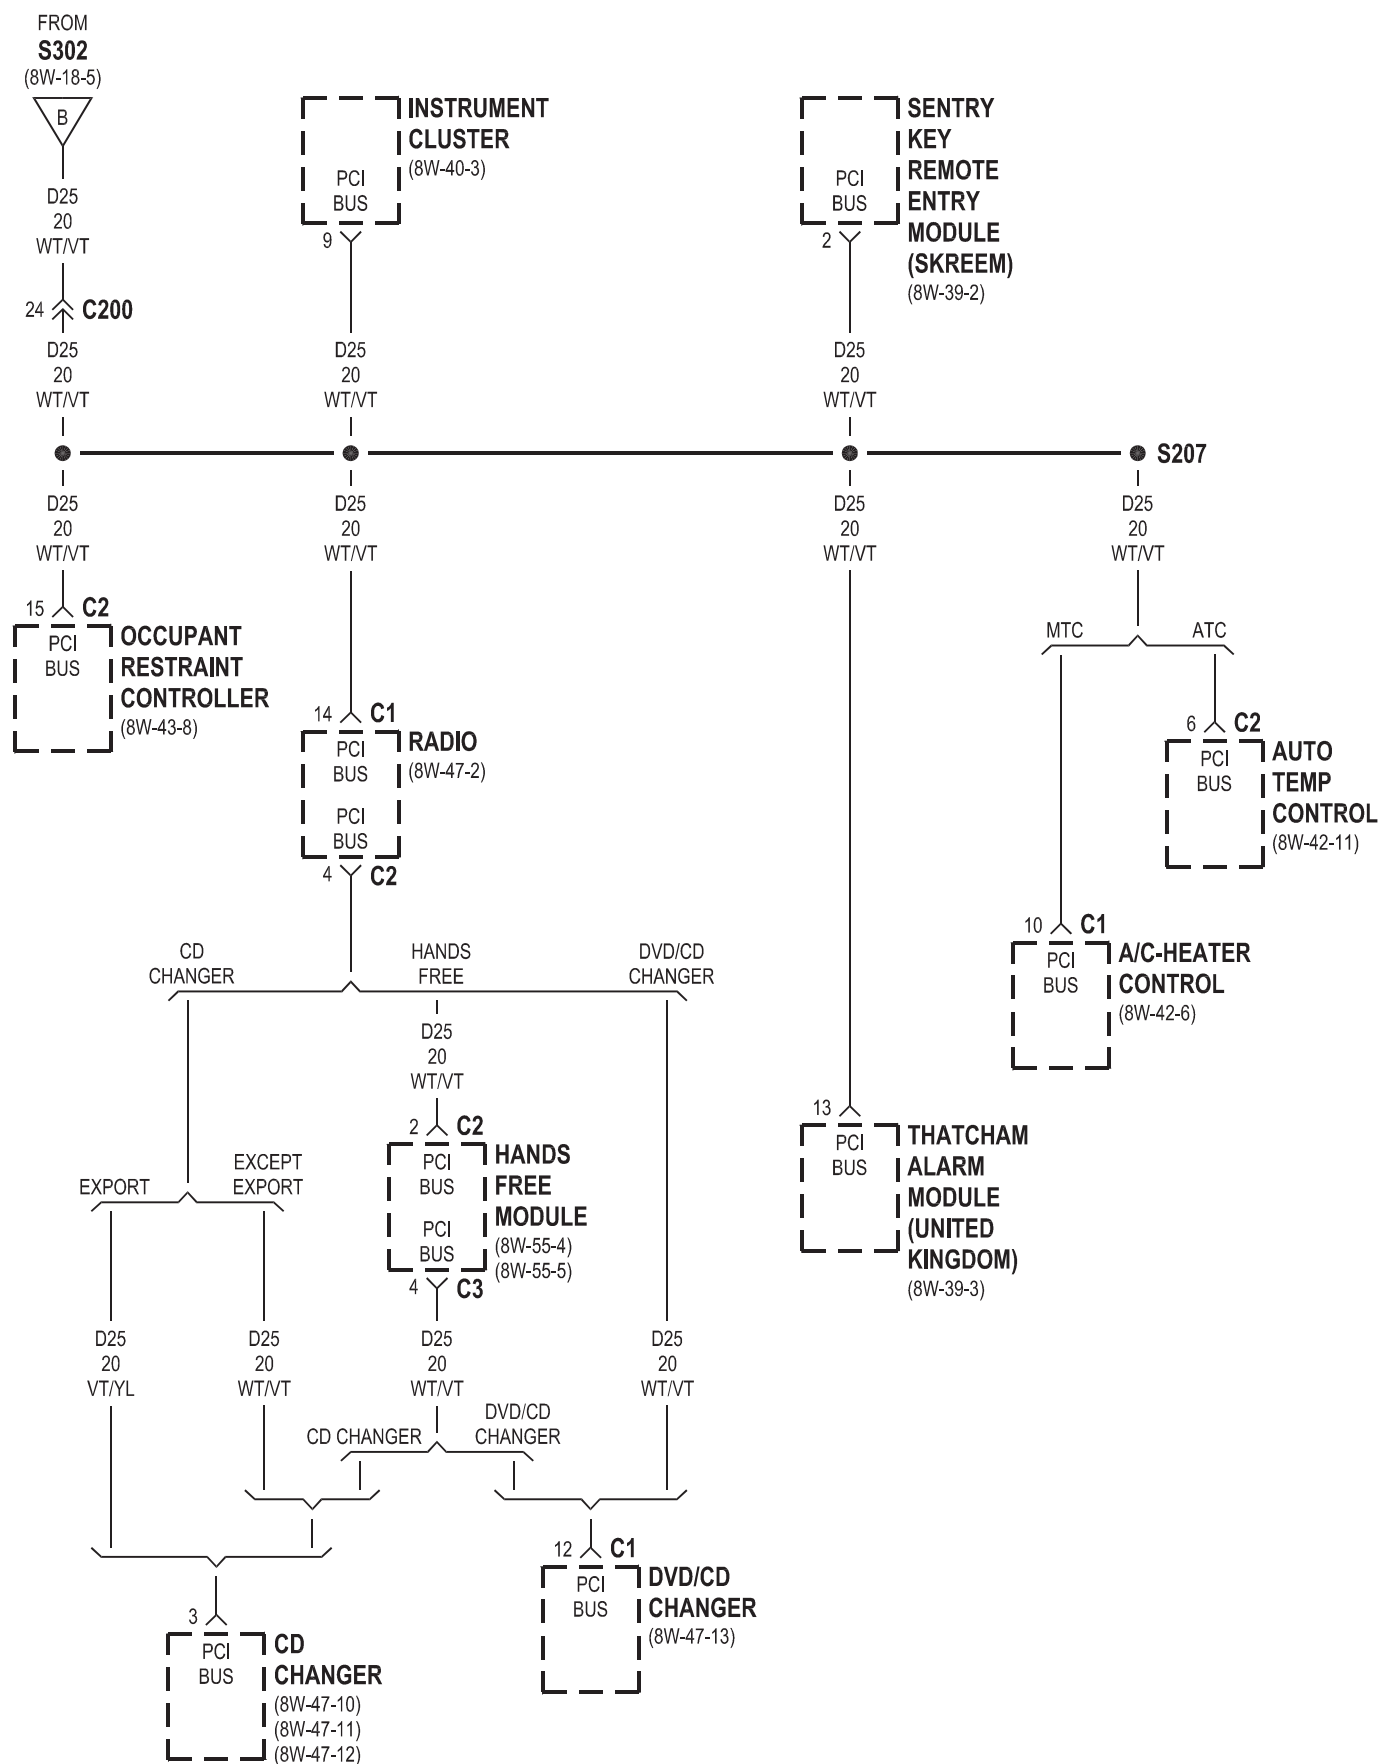 FROM
S302
(8W-18-5)
B
D25
20
WT/VT
24
C200
D25
20
WT/VT
INSTRUMENT
CLUSTER
(8W-40-3)
PCI
BUS
9
D25
20
WT/VT
SENTRY
KEY
REMOTE
ENTRY
MODULE
(SKREEM)
(8W-39-2)
PCI
BUS
2
D25
20
WT/VT
S207
D25
20
WT/VT
15
C2
PCI
BUS
OCCUPANT
RESTRAINT
CONTROLLER
(8W-43-8)
D25
20
WT/VT
14
C1
PCI
BUS
RADIO
(8W-47-2)
PCI
BUS
4
C2
D25
20
WT/VT
13
PCI
BUS
THATCHAM
ALARM
MODULE
(UNITED
KINGDOM)
(8W-39-3)
D25
20
WT/VT
MTC
ATC
6
C2
PCI
BUS
AUTO
TEMP
CONTROL
(8W-42-11)
10
C1
PCI
BUS
A/C-HEATER
CONTROL
(8W-42-6)
CD
CHANGER
HANDS
FREE
DVD/CD
CHANGER
D25
20
WT/VT
2
C2
PCI
BUS
HANDS
FREE
MODULE
(8W-55-4)
(8W-55-5)
PCI
BUS
4
C3
EXPORT
EXCEPT
EXPORT
D25
20
VT/YL
D25
20
WT/VT
D25
20
WT/VT
D25
20
WT/VT
CD CHANGER
DVD/CD
CHANGER
12
C1
PCI
BUS
DVD/CD
CHANGER
(8W-47-13)
3
PCI
BUS
CD
CHANGER
(8W-47-10)
(8W-47-11)
(8W-47-12)